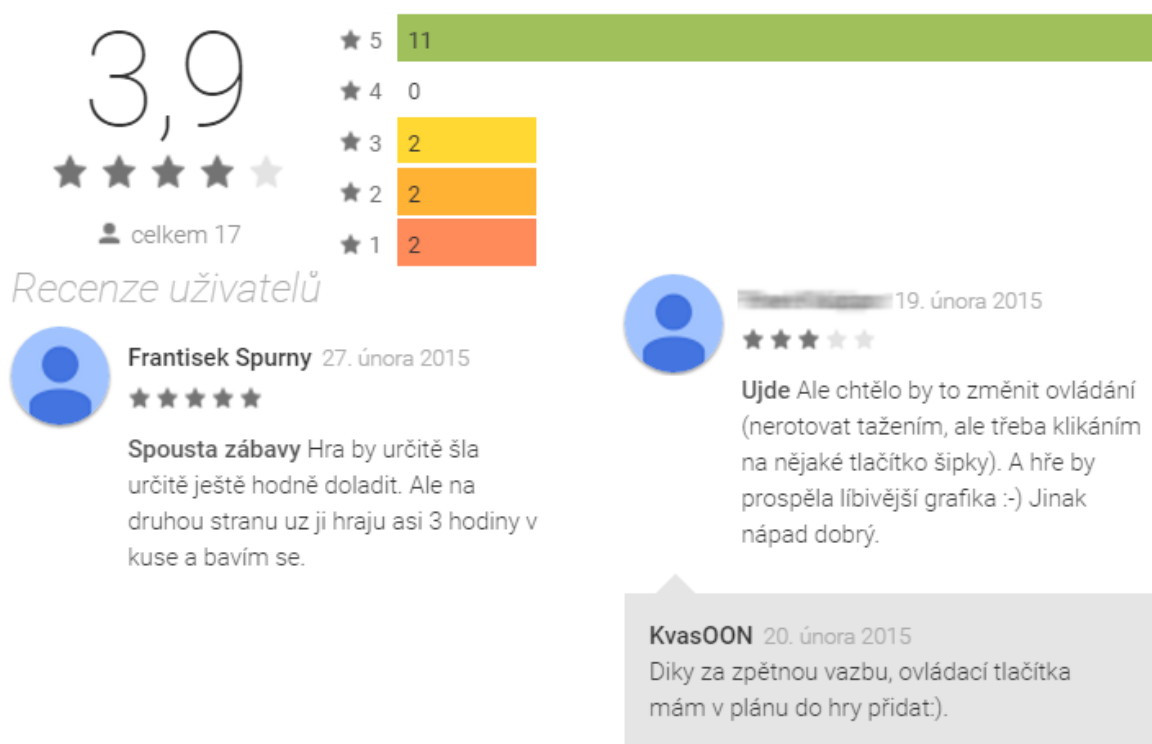 3,9
celkem 17
5 11
4 0
3 2
2 2
1 2
Recenze uživatelů
Frantisek Spurny 27. února 2015
Spousta zábavy Hra by určitě šla
určitě ještě hodně doladit. Ale na
druhou stranu uz ji hraju asi 3 hodiny v
kuse a bavím se.
19. února 2015
Ujde Ale chtělo by to změnit ovládání
(nerotovat tažením, ale třeba klikáním
na nějaké tlačítko šipky). A hře by
prospěla líbivější grafika :-) Jinak
nápad dobrý.
KvasOON 20. února 2015
Diky za zpětnou vazbu, ovládací tlačítka
mám v plánu do hry přidat:).